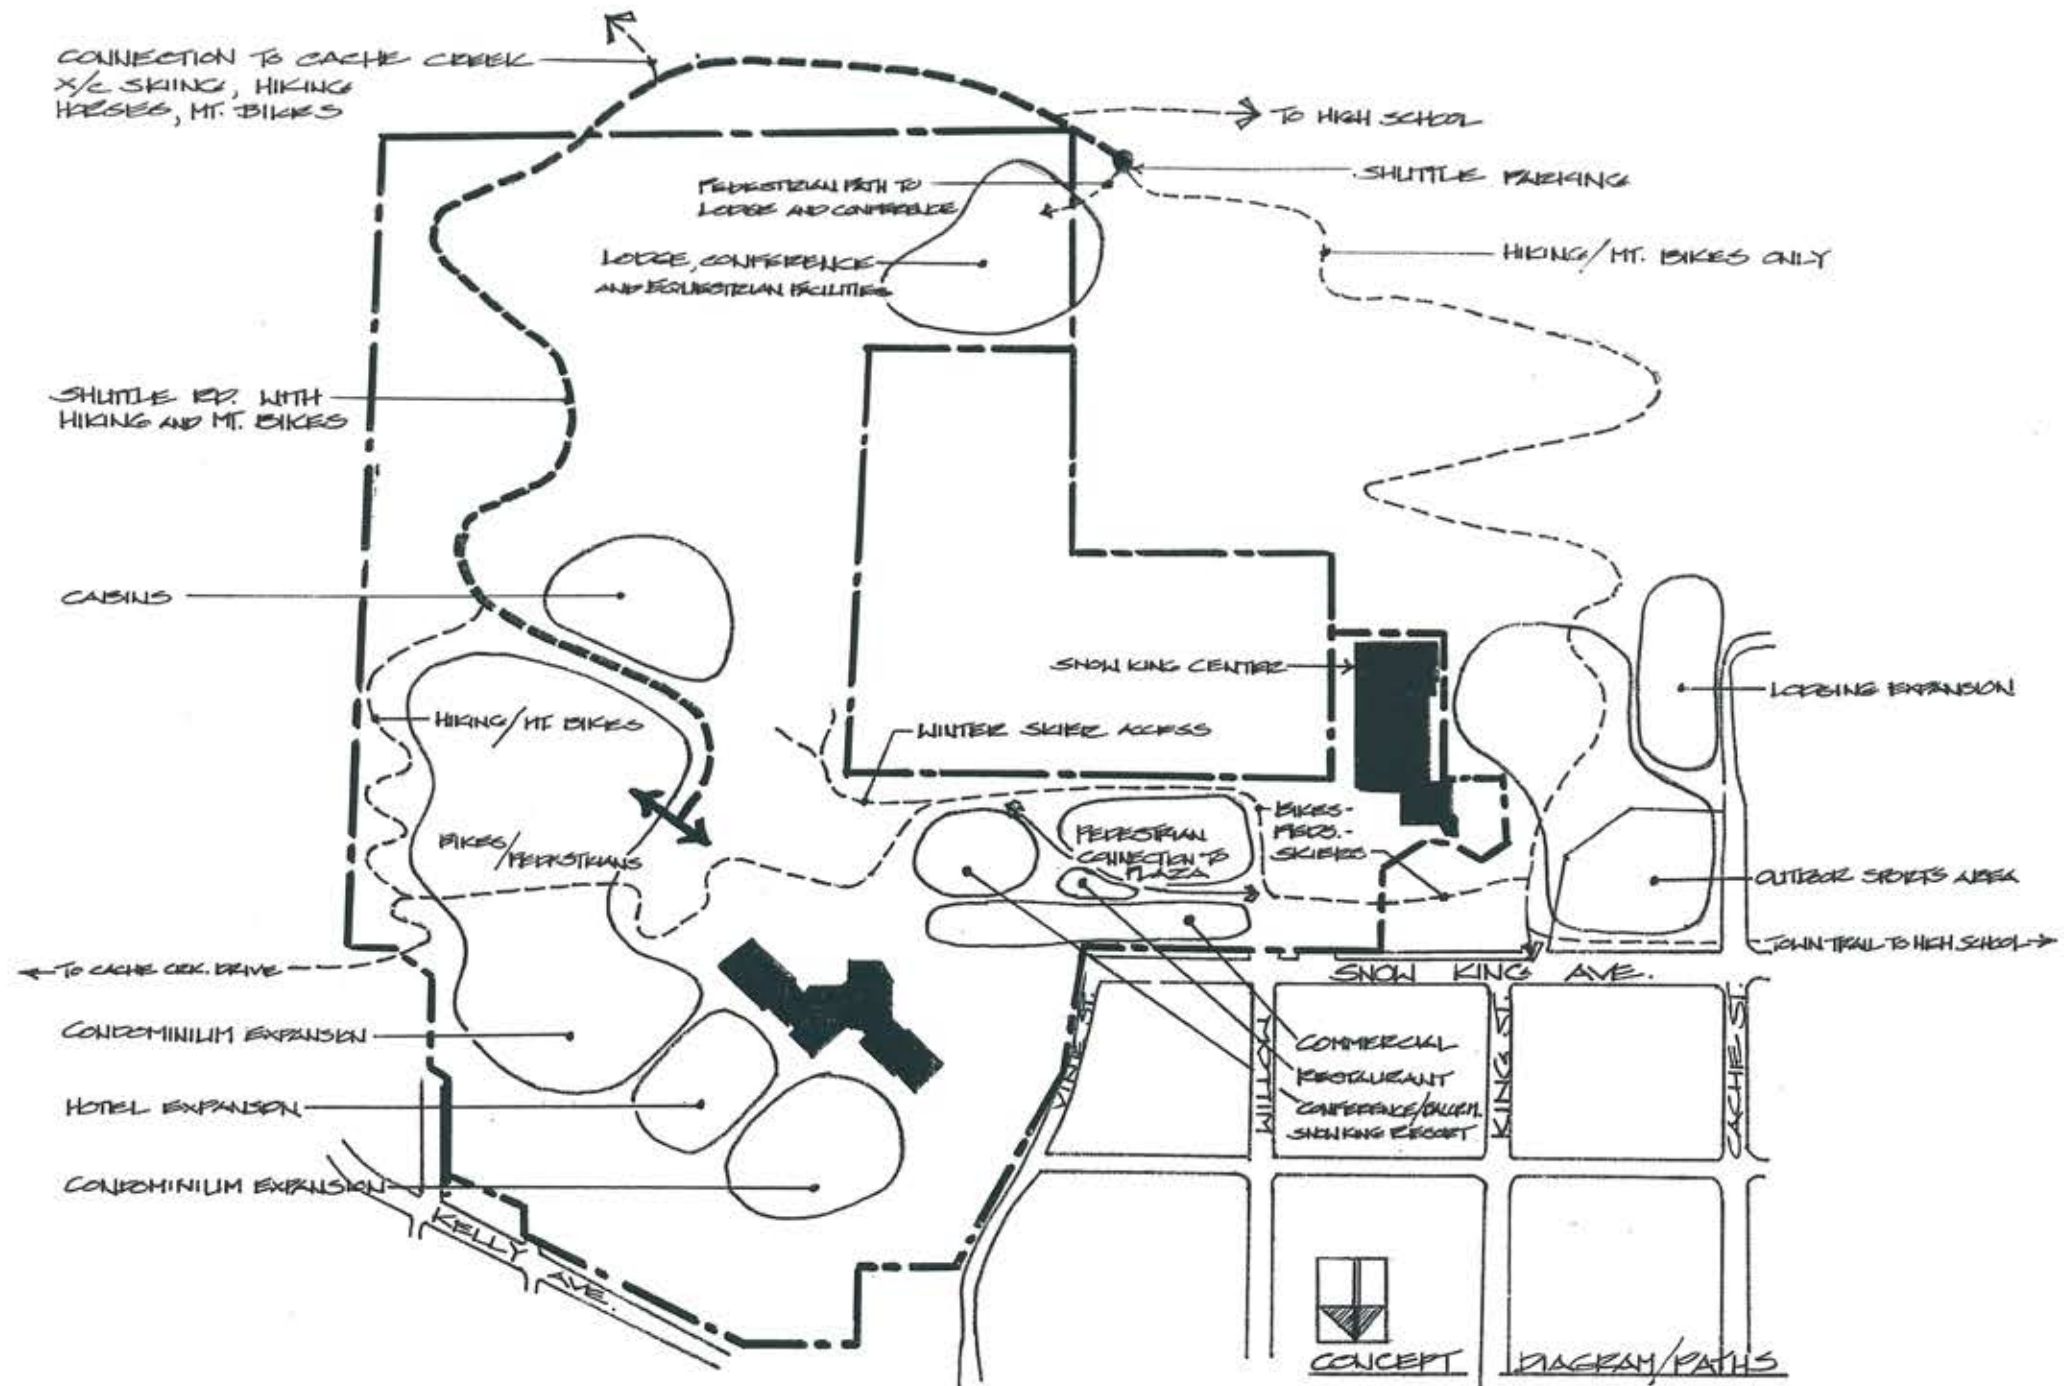 CONNECTION TO CACHE CREEK
X/C SKIING, HIKING
HORSES, MT. BIKES
TO HIGH SCHOOL
SHUTTLE PARKING
PEDESTRIAN PATH TO
LODGE AND CONFERENCE
HIKING/MT. BIKES ONLY
LODGE, CONFERENCE
AND EQUESTRIAN FACILITIES
SHUTTLE RD. WITH
HIKING AND MT. BIKES
CABINS
SNOW KING CENTER
LODGING EXPANSION
HIKING/MT. BIKES
WINTER SKIER ACCESS
BIKES/PEDESTRIANS
PEDESTRIAN
CONNECTION TO
PLAZA
BIKES-
PEDS.-
SKIERS
OUTDOOR SPORTS AREA
TO CACHE CRK. DRIVE
TOWN TRAIL TO HIGH SCHOOL
SNOW KING AVE.
CONDOMINIUM EXPANSION
VINE ST.
WILLOW
KING ST.
CACHE ST.
COMMERCIAL
RESTAURANT
CONFERENCE/BALLRM.
SNOW KING RESORT
HOTEL EXPANSON
CONDOMINIUM EXPANSION
KELLY AVE.
CONCEPT DIAGRAM/PATHS